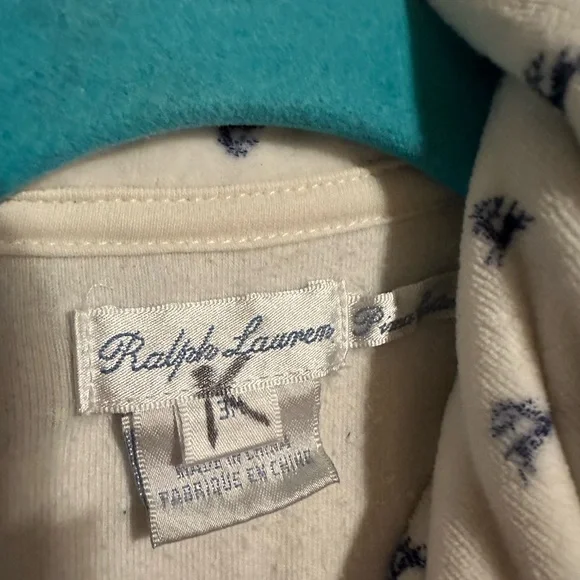 Ralph Lauren
K
3M
MADE IN CHINA
FABRIQUÉ EN CHINE